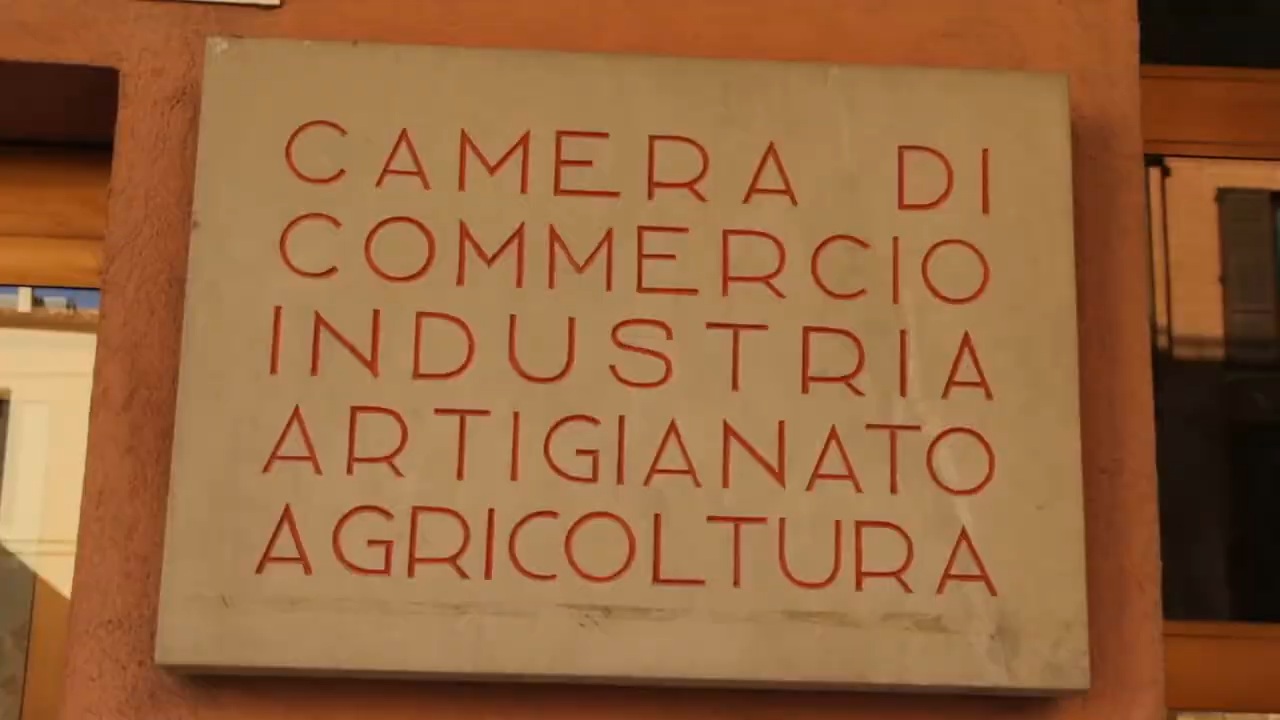 CAMERA DI
COMMERCIO
INDUSTRIA
ARTIGIANATO
AGRICOLTURA